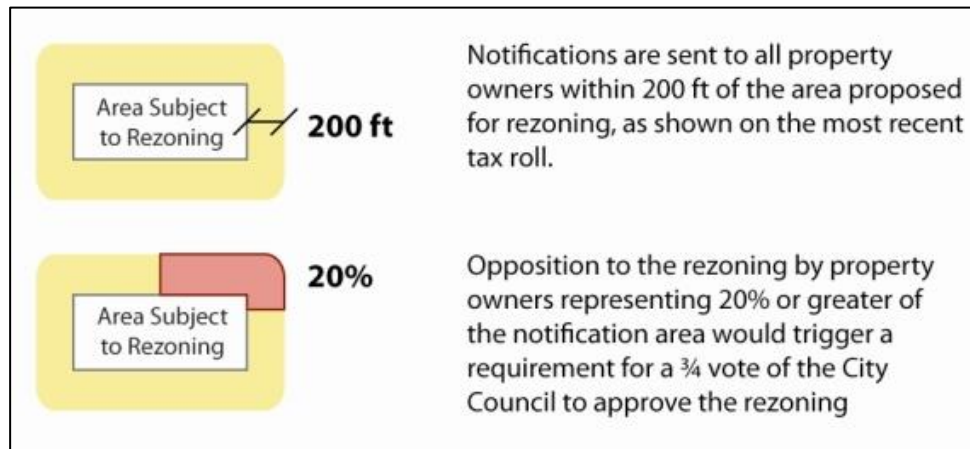 Area Subject
to Rezoning
200 ft
Notifications are sent to all property
owners within 200 ft of the area proposed
for rezoning, as shown on the most recent
tax roll.
Area Subject
to Rezoning
20%
Opposition to the rezoning by property
owners representing 20% or greater of
the notification area would trigger a
requirement for a ¾ vote of the City
Council to approve the rezoning